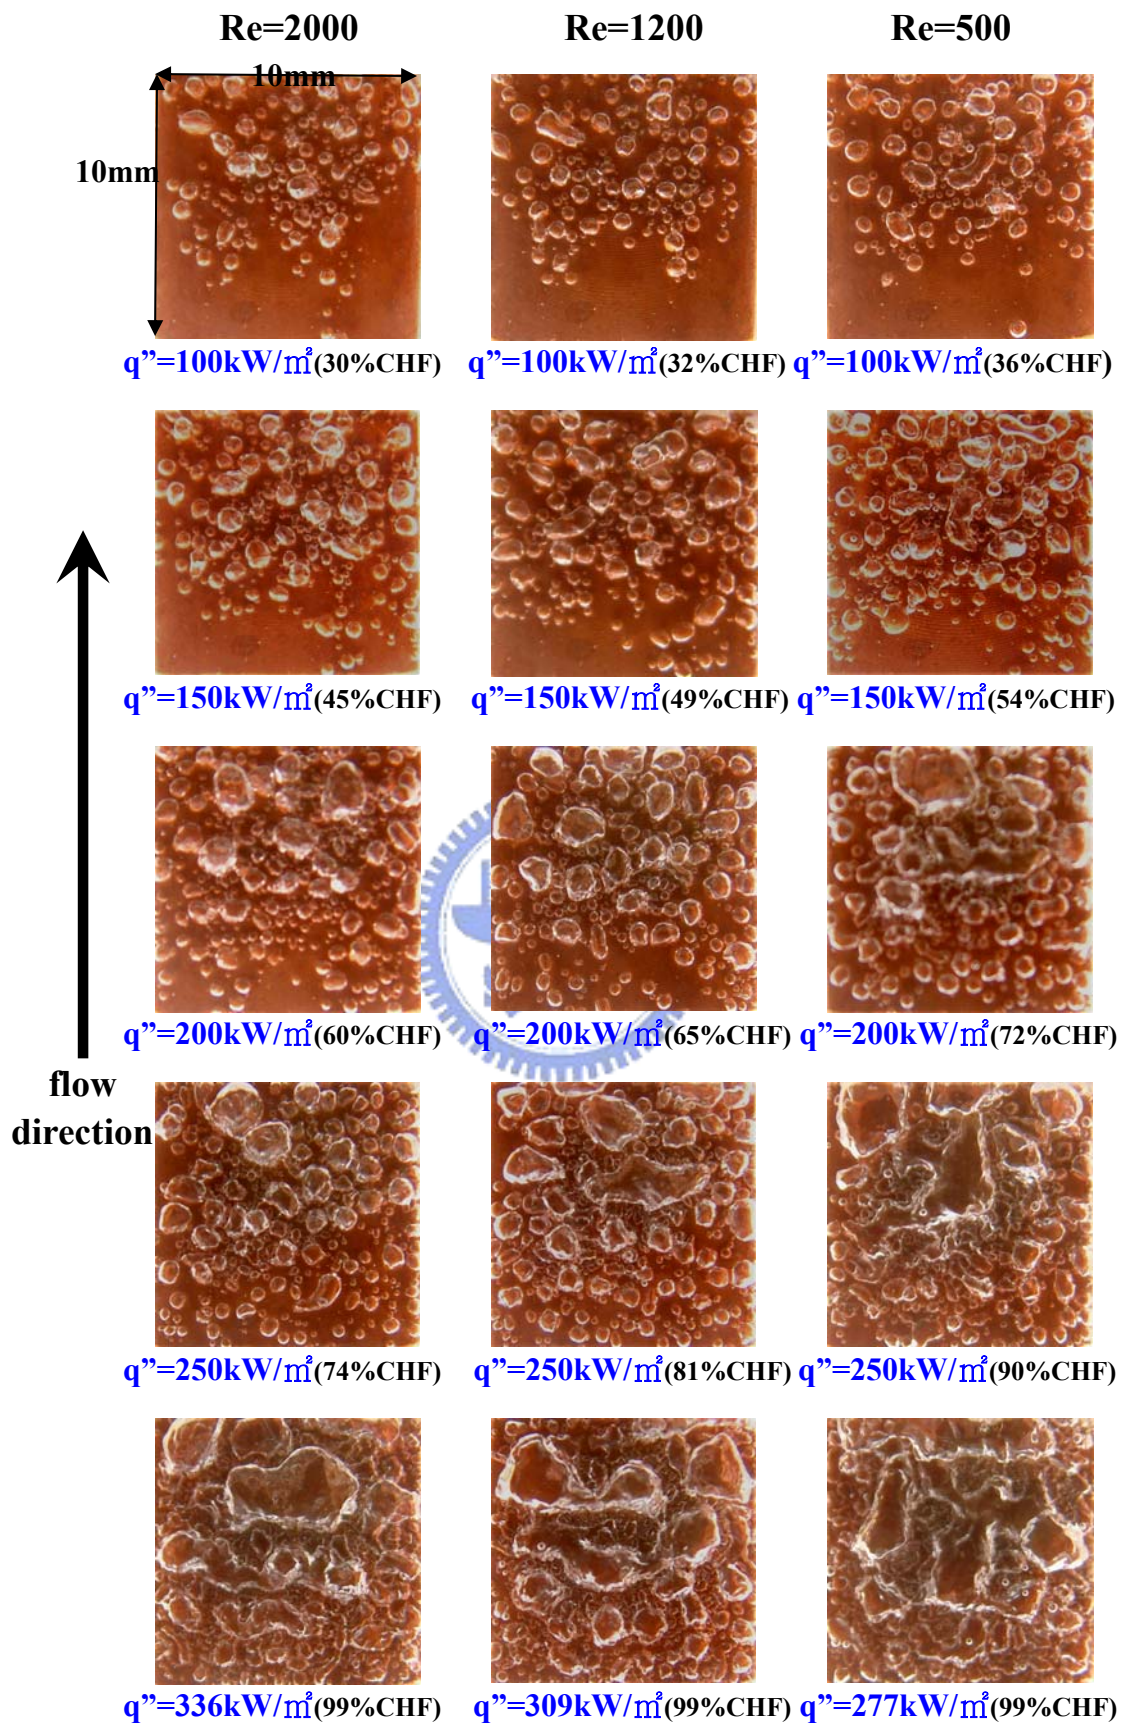 Re=2000 Re=1200 Re=500
10mm
10mm
q”=100kW/㎡(30%CHF) q”=100kW/㎡(32%CHF) q”=100kW/㎡(36%CHF)
q”=150kW/㎡(45%CHF) q”=150kW/㎡(49%CHF) q”=150kW/㎡(54%CHF)
q”=200kW/㎡(60%CHF) q”=200kW/㎡(65%CHF) q”=200kW/㎡(72%CHF)
flow
direction
q”=250kW/㎡(74%CHF) q”=250kW/㎡(81%CHF) q”=250kW/㎡(90%CHF)
q”=336kW/㎡(99%CHF) q”=309kW/㎡(99%CHF) q”=277kW/㎡(99%CHF)